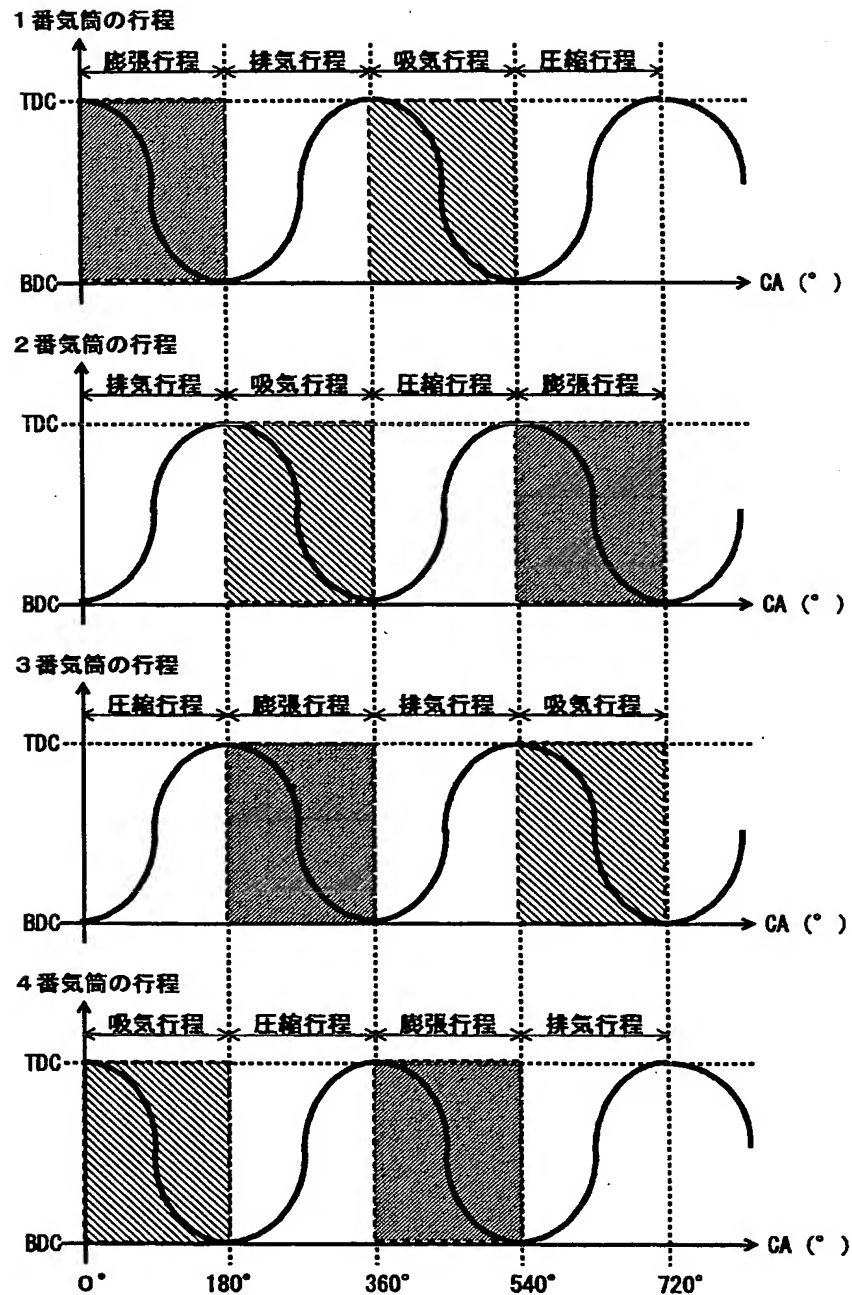 1番気筒の行程
膨張行程 排気行程 吸気行程 圧縮行程
TDC
BDC CA (°)
2番気筒の行程
排気行程 吸気行程 圧縮行程 膨張行程
TDC
BDC CA (°)
3番気筒の行程
圧縮行程 膨張行程 排気行程 吸気行程
TDC
BDC CA (°)
4番気筒の行程
吸気行程 圧縮行程 膨張行程 排気行程
TDC
BDC CA (°)
0° 180° 360° 540° 720°